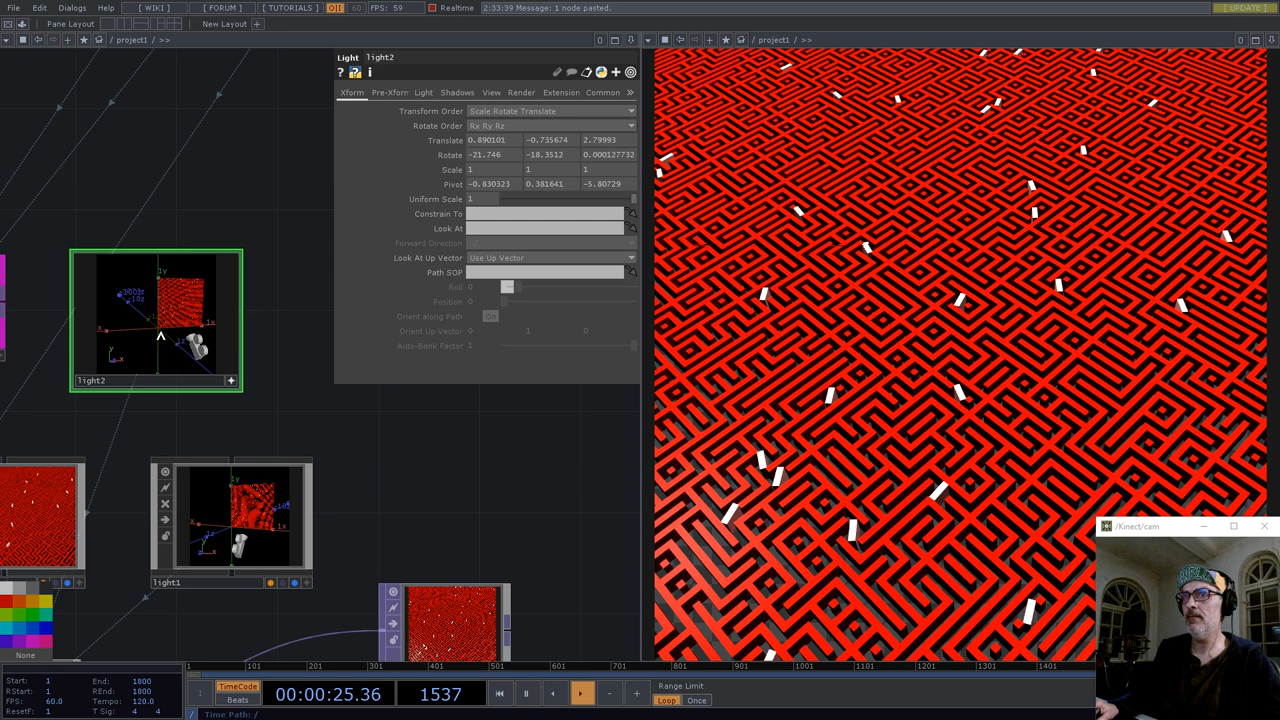 File Edit Dialogs Help [ WIKI ] [ FORUM ] [ TUTORIALS ] O|I 60 FPS: 59 Realtime 2:33:39 Message: 1 node pasted. [ UPDATE ]
Pane Layout New Layout +
/ project1 / >> 0
/ project1 / >> 0
Light light2
? ? i
Xform Pre-Xform Light Shadows View Render Extension Common >>
Transform Order Scale Rotate Translate
Rotate Order Rx Ry Rz
Translate 0.890101 -0.735674 2.79993
Rotate -21.746 -18.3512 0.000127732
Scale 1 1 1
Pivot -0.830323 0.381641 -5.80729
Uniform Scale 1
Constrain To
Look At
Forward Direction
Look At Up Vector Use Up Vector
Path SOP
Roll 0
Position 0
Orient along Path On
Orient Up Vector 0 1 0
Auto-Bank Factor 1
light2
light1
/Kinect/cam
None
1 101 201 301 401 501 601 701 801 901 1001 1101 1201 1301 1401
Start: 1 End: 1800
RStart: 1 REnd: 1800
FPS: 60.0 Tempo: 120.0
ResetF: 1 T Sig: 4 4
TimeCode
Beats
00:00:25.36 1537
Range Limit
Loop Once
Time Path: /